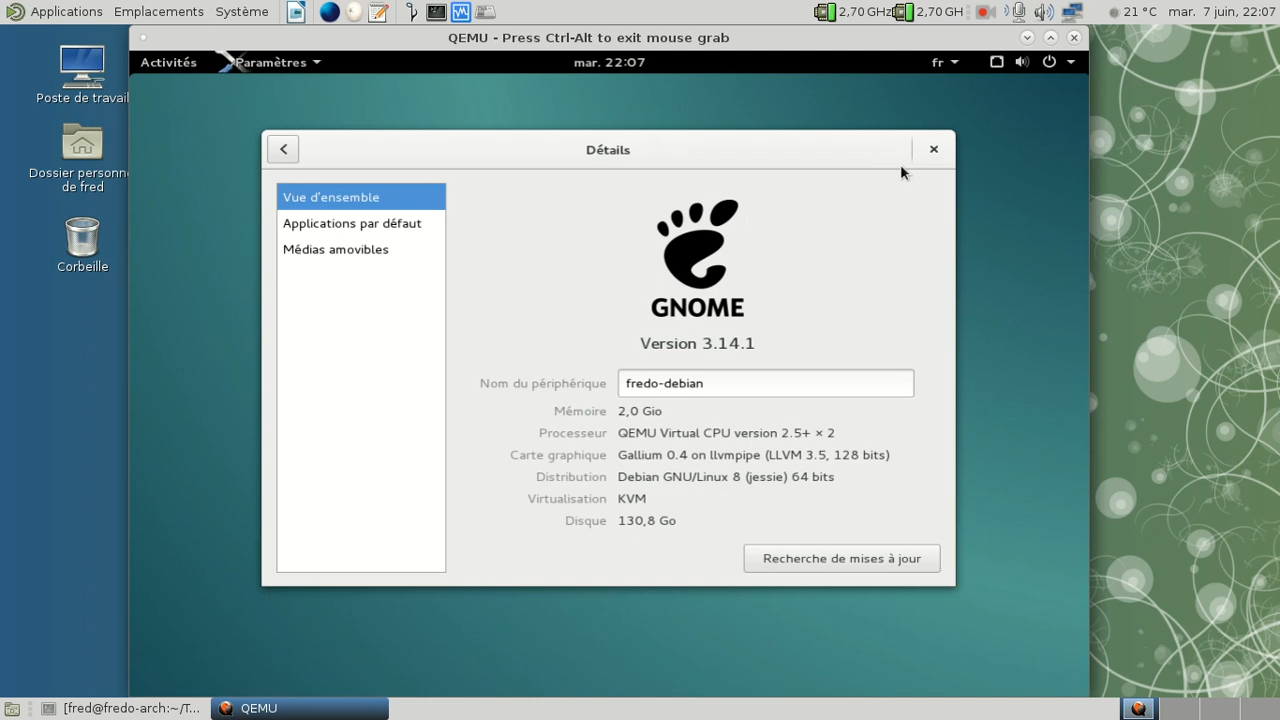 Applications Emplacements Système
2,70 GHz 2,70 GH
21 °C mar. 7 juin, 22:07
QEMU - Press Ctrl-Alt to exit mouse grab
Activités Paramètres
mar. 22:07
fr
Poste de travail
Dossier personn
de fred
Corbeille
Détails
Vue d'ensemble
Applications par défaut
Médias amovibles
GNOME
Version 3.14.1
Nom du périphérique fredo-debian
Mémoire 2,0 Gio
Processeur QEMU Virtual CPU version 2.5+ × 2
Carte graphique Gallium 0.4 on llvmpipe (LLVM 3.5, 128 bits)
Distribution Debian GNU/Linux 8 (jessie) 64 bits
Virtualisation KVM
Disque 130,8 Go
Recherche de mises à jour
[fred@fredo-arch:~/T... QEMU